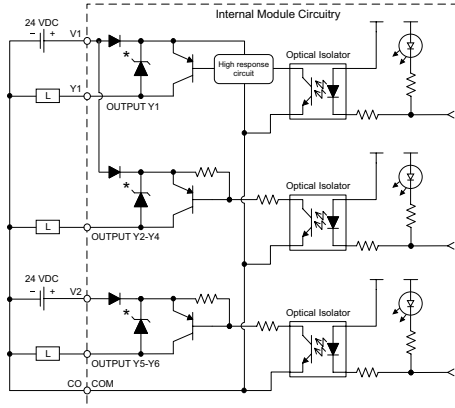 Internal Module Circuitry
24 VDC
− +
V1
*
High response
circuit
Optical Isolator
L
Y1
OUTPUT Y1
*
Optical Isolator
L
OUTPUT Y2-Y4
24 VDC
− +
V2
*
Optical Isolator
L
OUTPUT Y5-Y6
CO
COM